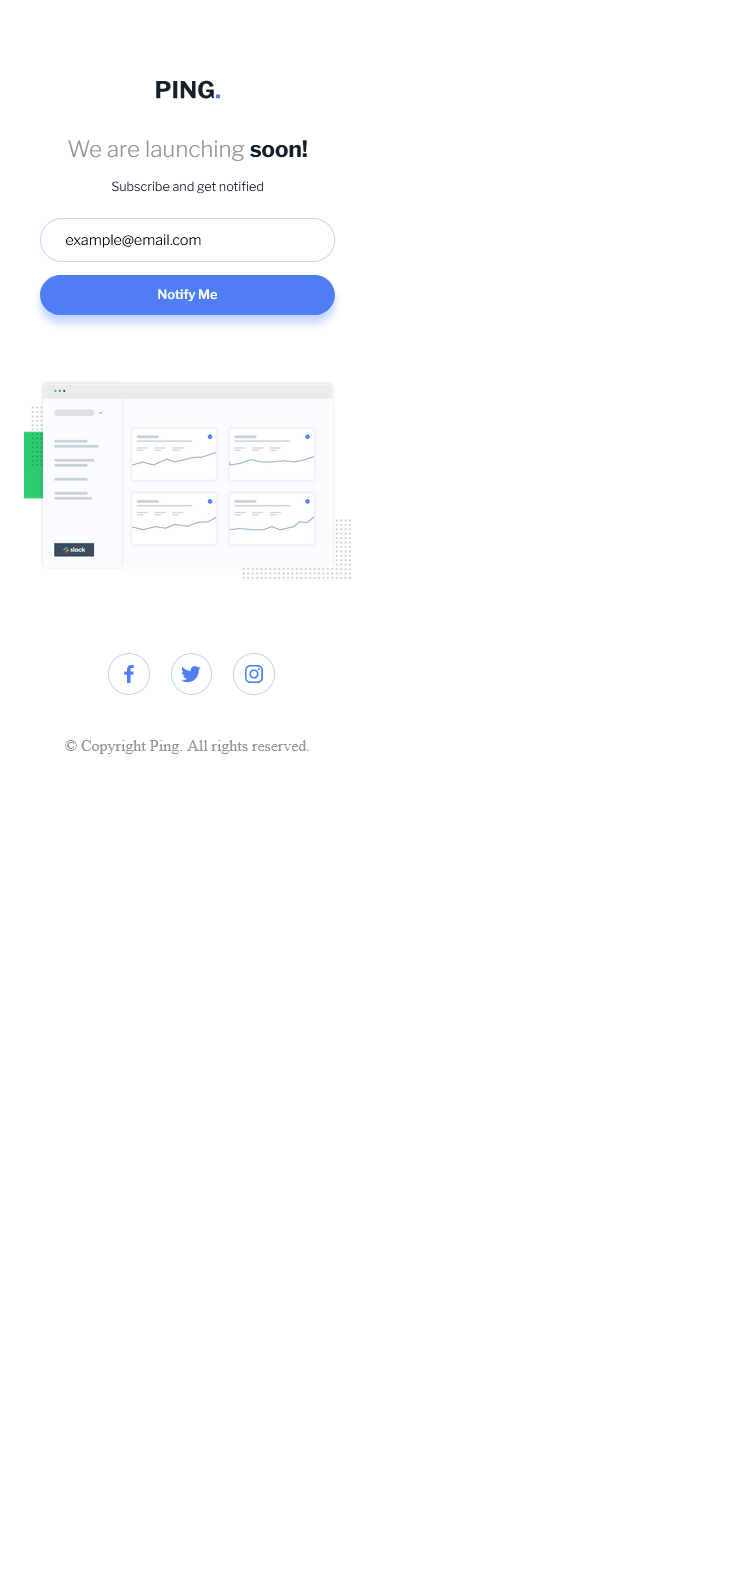 PING.
We are launching soon!
Subscribe and get notified
example@email.com
Notify Me
slack
© Copyright Ping. All rights reserved.